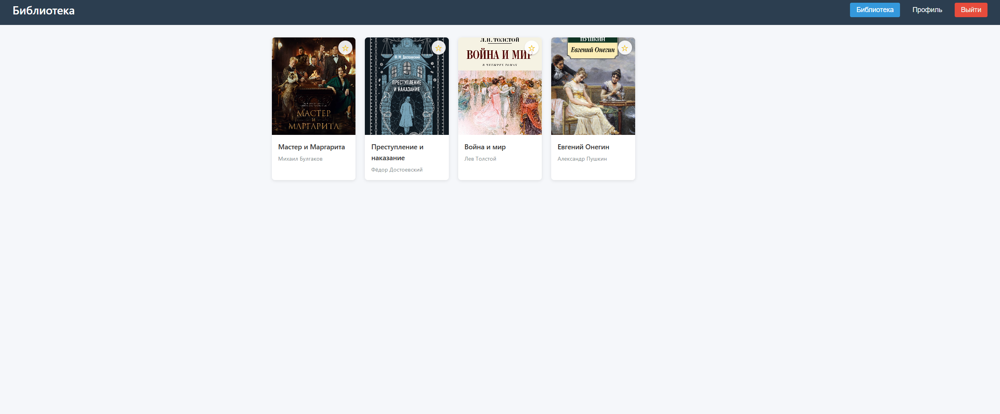 Библиотека
Библиотека
Профиль
Выйти
МАСТЕР
И
МАРГАРИТА
Ф. М. Достоевский
ПРЕСТУПЛЕНИЕ
И НАКАЗАНИЕ
Л.Н. ТОЛСТОЙ
ВОЙНА И МИР
В ЧЕТЫРЕХ ТОМАХ
ПУШКИН
Евгений Онегин
Мастер и Маргарита
Михаил Булгаков
Преступление и
наказание
Фёдор Достоевский
Война и мир
Лев Толстой
Евгений Онегин
Александр Пушкин